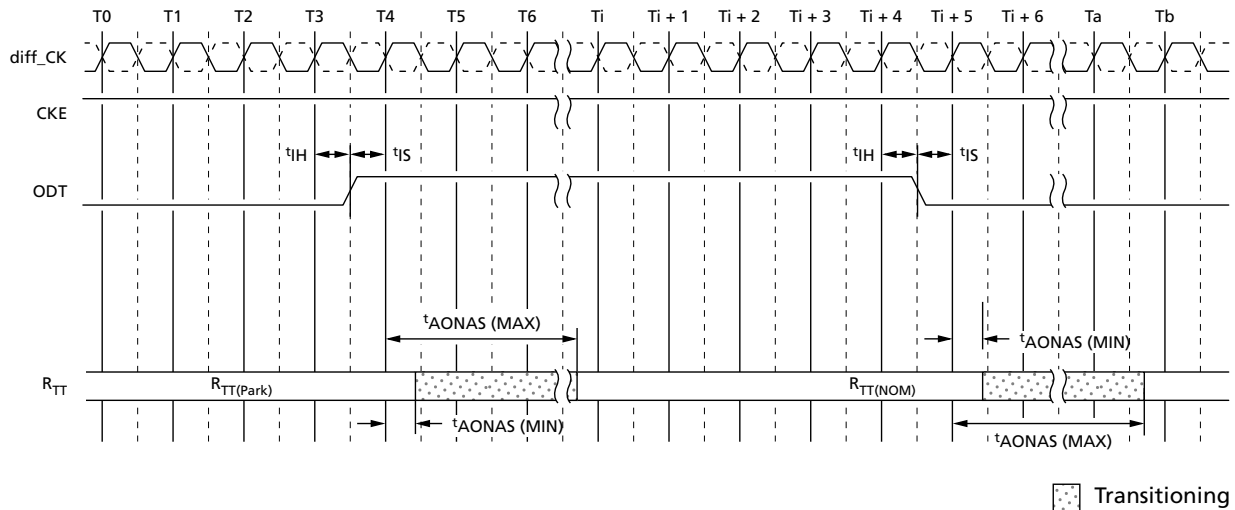 T0 T1 T2 T3 T4 T5 T6 Ti Ti + 1 Ti + 2 Ti + 3 Ti + 4 Ti + 5 Ti + 6 Ta Tb
diff_CK
CKE
tIH tIS tIH tIS
ODT
tAONAS (MAX)
tAONAS (MIN)
RTT RTT(Park) RTT(NOM)
tAONAS (MIN)
tAONAS (MAX)
Transitioning